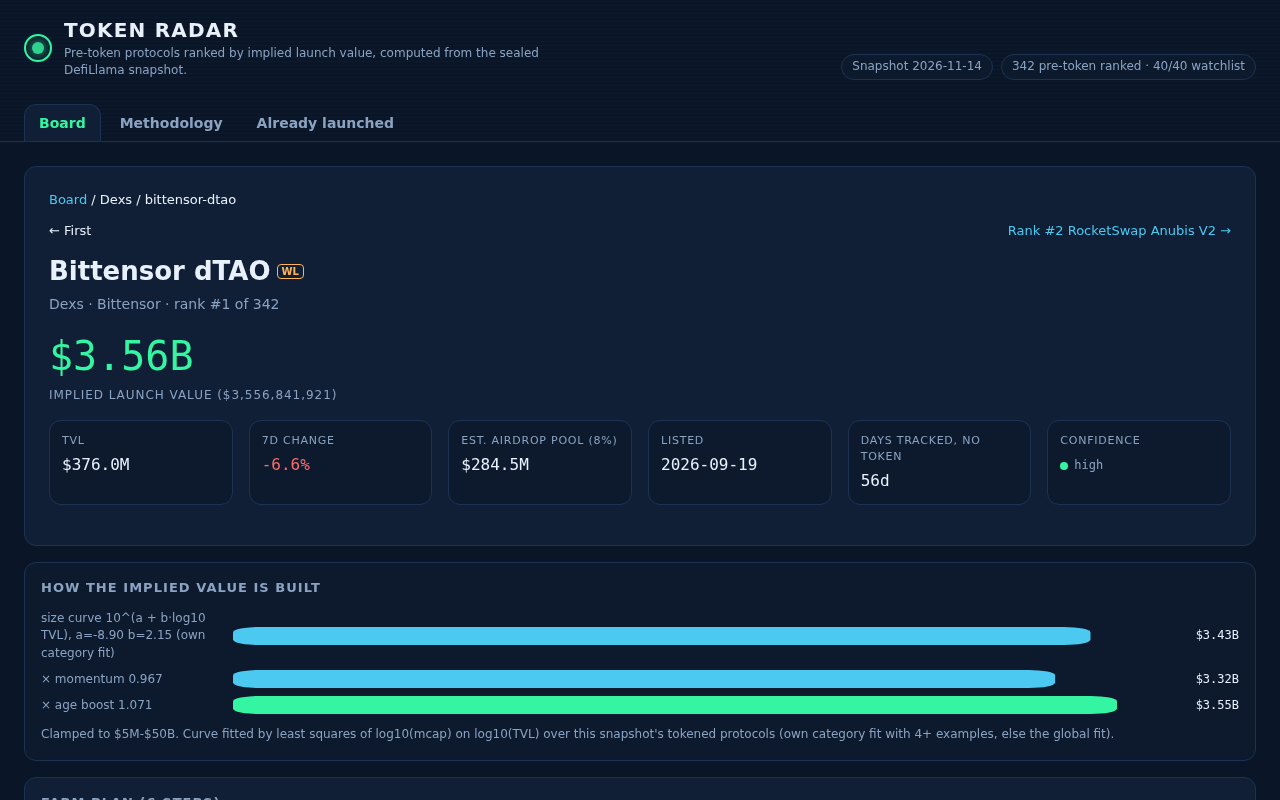 TOKEN RADAR
Pre-token protocols ranked by implied launch value, computed from the sealed
DefiLlama snapshot.
Snapshot 2026-11-14
342 pre-token ranked · 40/40 watchlist
Board
Methodology
Already launched
Board / Dexs / bittensor-dtao
← First
Rank #2 RocketSwap Anubis V2 →
Bittensor dTAO WL
Dexs · Bittensor · rank #1 of 342
$3.56B
IMPLIED LAUNCH VALUE ($3,556,841,921)
TVL
$376.0M
7D CHANGE
-6.6%
EST. AIRDROP POOL (8%)
$284.5M
LISTED
2026-09-19
DAYS TRACKED, NO
TOKEN
56d
CONFIDENCE
high
HOW THE IMPLIED VALUE IS BUILT
size curve 10^(a + b·log10
TVL), a=-8.90 b=2.15 (own
category fit)
$3.43B
× momentum 0.967
$3.32B
× age boost 1.071
$3.55B
Clamped to $5M-$50B. Curve fitted by least squares of log10(mcap) on log10(TVL) over this snapshot's tokened protocols (own category fit with 4+ examples, else the global fit).
FARM PLAN (6 STEPS)